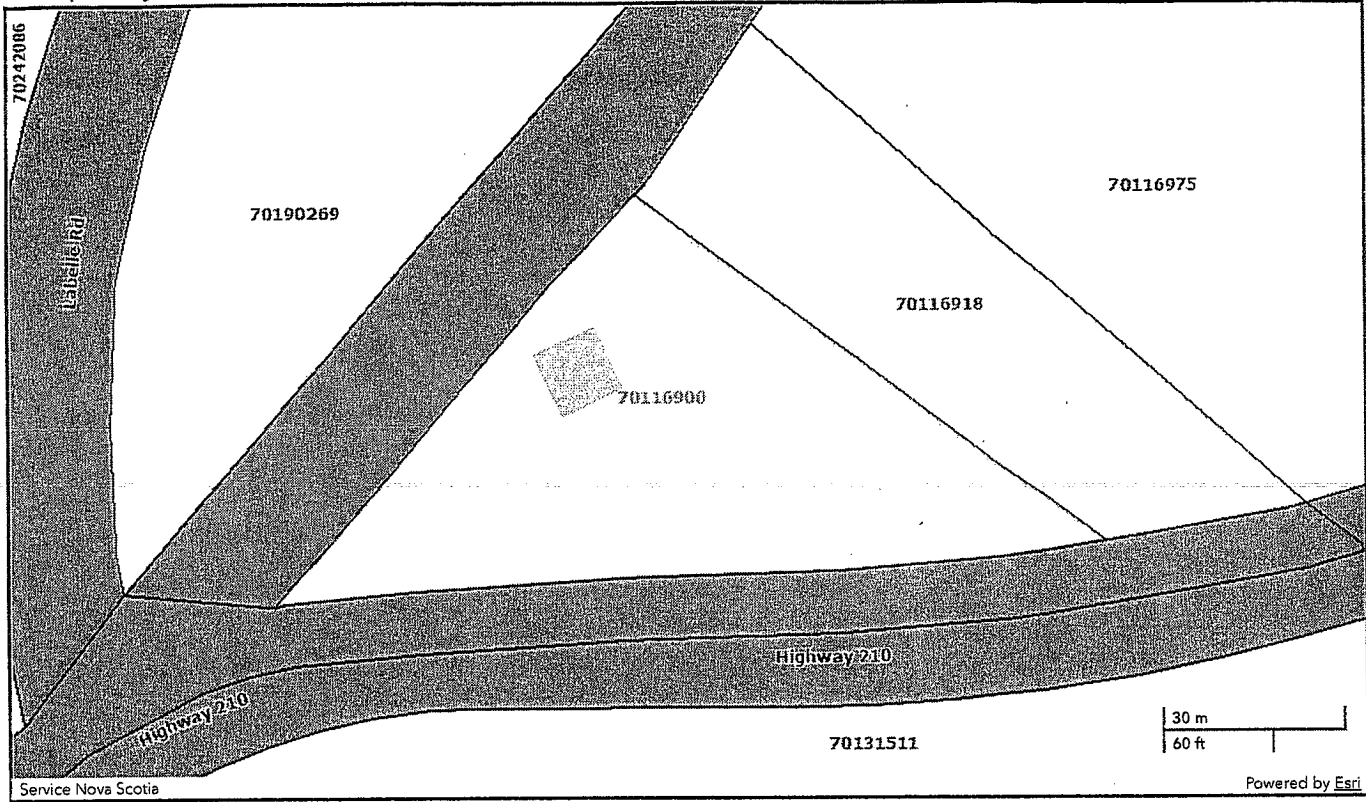 70242086
Labelle Rd
70190269
70116975
70116918
70116900
Highway 210
Highway 210
70131511
30 m
60 ft
Service Nova Scotia
Powered by Esri